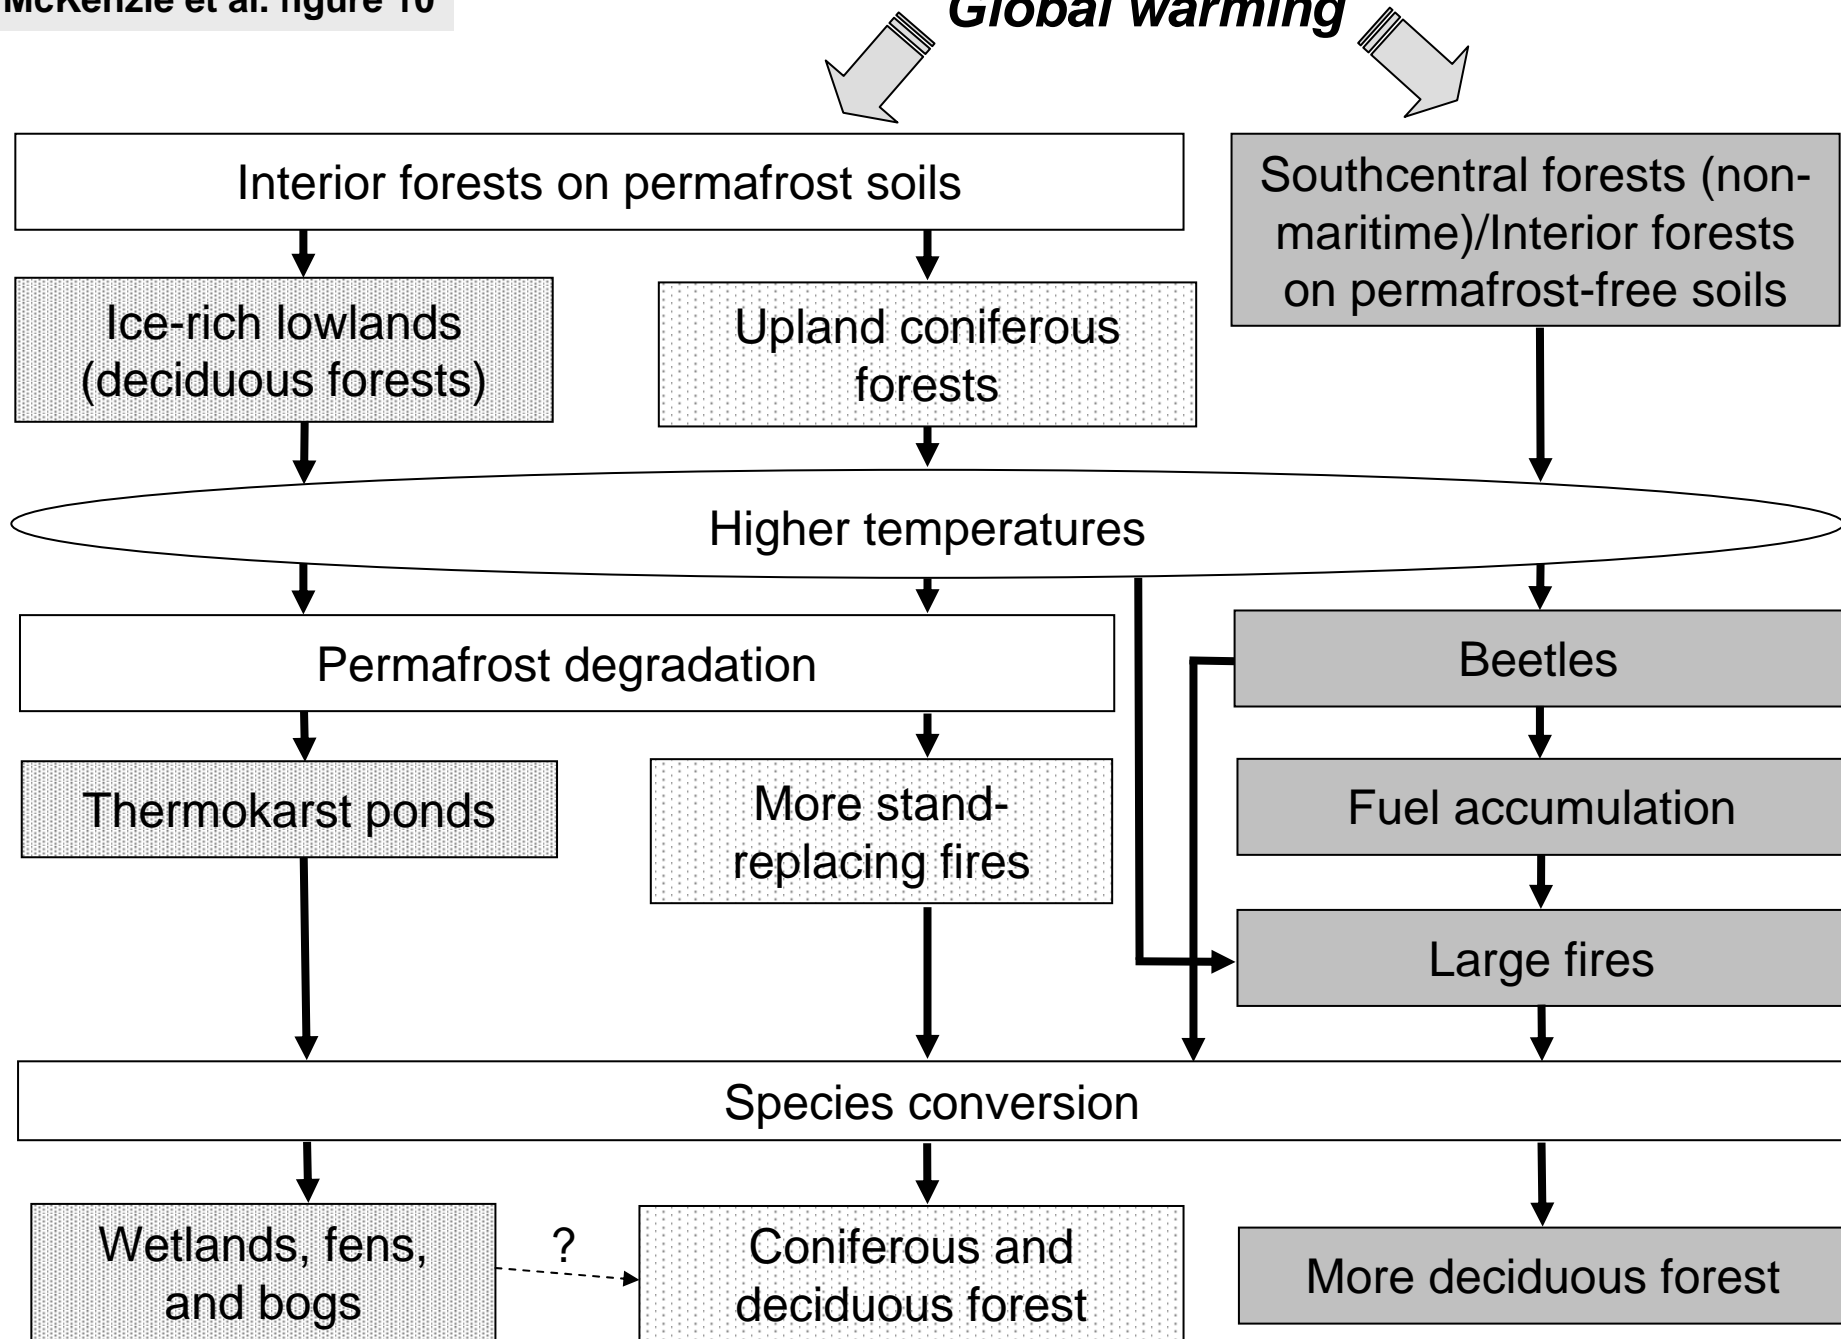 McKenzie et al. figure 10
Global warming
Interior forests on permafrost soils
Southcentral forests (non-
maritime)/Interior forests
on permafrost-free soils
Ice-rich lowlands
(deciduous forests)
Upland coniferous
forests
Higher temperatures
Permafrost degradation
Beetles
Thermokarst ponds
More stand-
replacing fires
Fuel accumulation
Large fires
Species conversion
Wetlands, fens,
and bogs
?
Coniferous and
deciduous forest
More deciduous forest